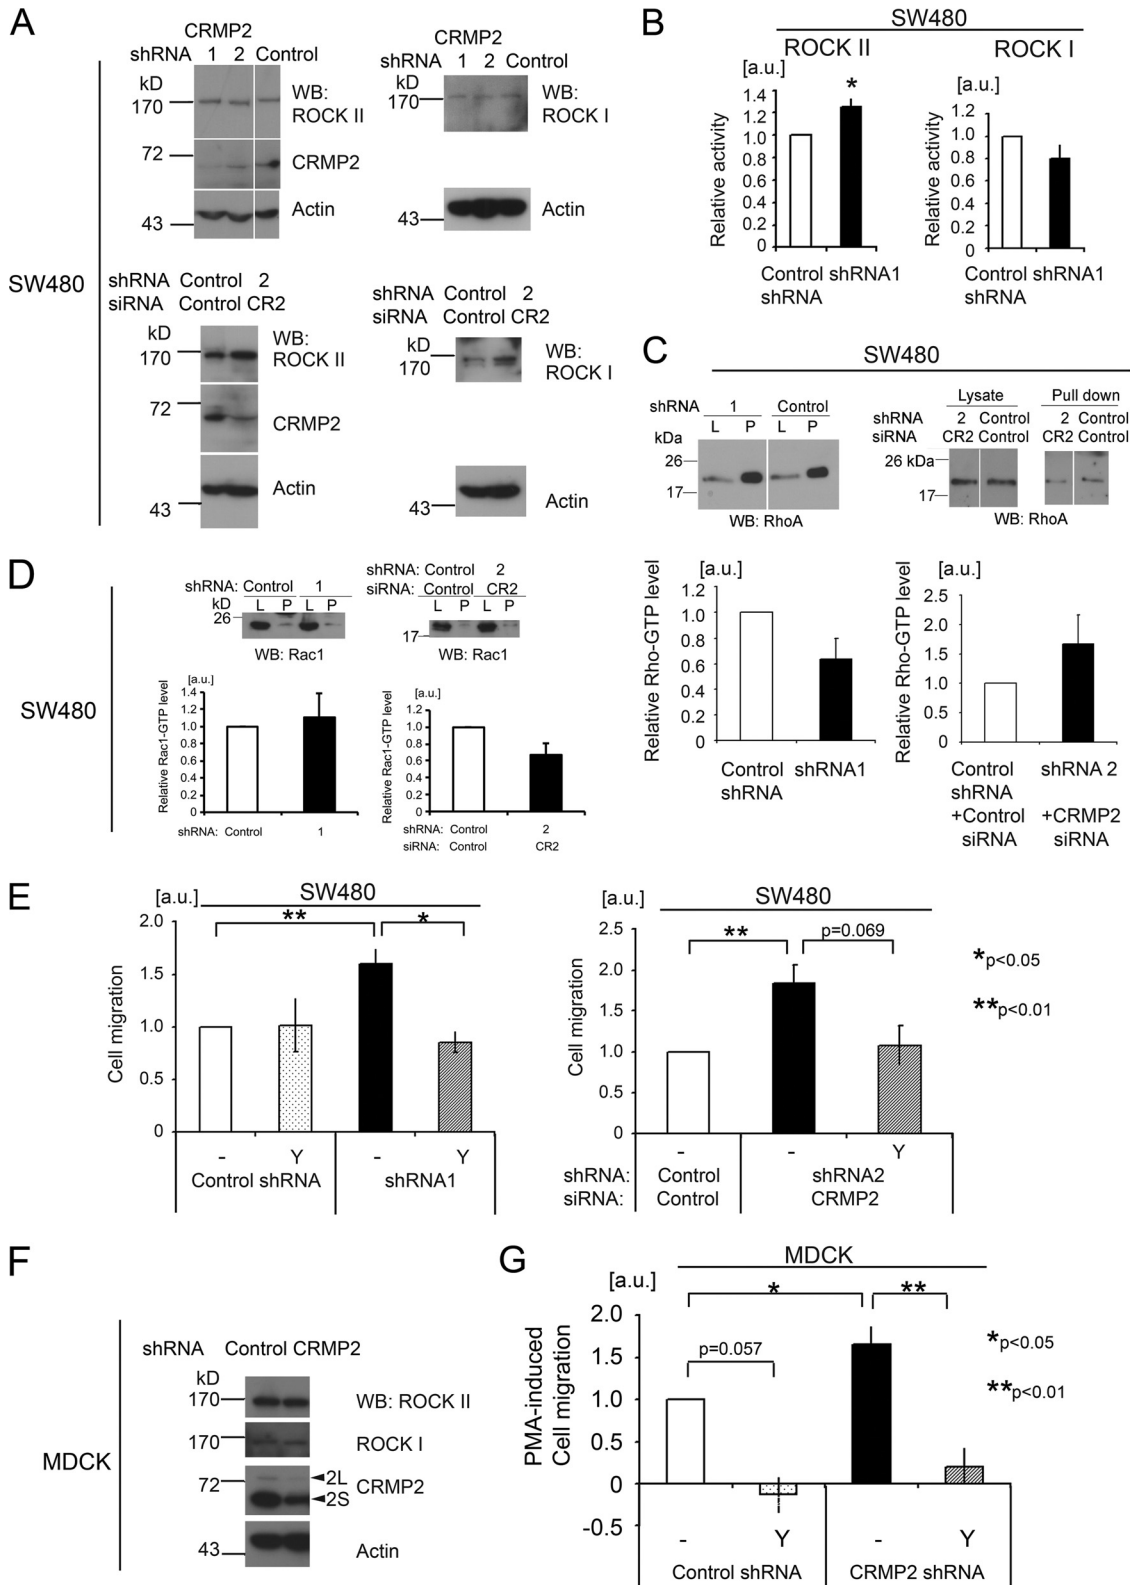 A
CRMP2
shRNA 1 2 Control
kD
170
WB:
ROCK II
72
CRMP2
Actin
43
CRMP2
shRNA 1 2 Control
kD
170
WB:
ROCK I
43
Actin
SW480
shRNA Control 2
siRNA Control CR2
kD
170
WB:
ROCK II
72
CRMP2
Actin
43
shRNA Control 2
siRNA Control CR2
kD
170
WB:
ROCK I
43
Actin
B
SW480
ROCK II
[a.u.]
Relative activity
1.4
1.2
1.0
0.8
0.6
0.4
0.2
0
*
Control shRNA1
shRNA
ROCK I
[a.u.]
Relative activity
1.2
1.0
0.8
0.6
0.4
0.2
0
Control shRNA1
shRNA
C
SW480
shRNA 1 Control
L P L P
kDa
26
17
WB: RhoA
Lysate Pull down
shRNA 2 Control 2 Control
siRNA CR2 Control CR2 Control
26 kDa
17
WB: RhoA
[a.u.]
Relative Rho-GTP level
1.2
1.0
0.8
0.6
0.4
0.2
0
Control shRNA1
shRNA
[a.u.]
Relative Rho-GTP level
2.5
2.0
1.5
1.0
0.5
0
Control shRNA 2
shRNA
+Control +CRMP2
siRNA siRNA
D
SW480
shRNA: Control 1
kD L P L P
26
WB: Rac1
shRNA: Control 2
siRNA: Control CR2
L P L P
17
WB: Rac1
[a.u.]
Relative Rac1-GTP level
1.4
1.2
1.0
0.8
0.6
0.4
0.2
0
shRNA: Control 1
[a.u.]
Relative Rac1-GTP level
1.2
1.0
0.8
0.6
0.4
0.2
0
shRNA: Control 2
siRNA: Control CR2
E
[a.u.]
SW480
Cell migration
2.0
1.5
1.0
0.5
0
** *
- Y - Y
Control shRNA shRNA1
[a.u.]
SW480
Cell migration
2.5
2.0
1.5
1.0
0.5
0
** p=0.069
- Y
shRNA: Control shRNA2
siRNA: Control CRMP2
*p<0.05
**p<0.01
F
MDCK
shRNA Control CRMP2
kD
170
WB: ROCK II
170
ROCK I
72
2L
CRMP2
2S
43
Actin
G
MDCK
[a.u.]
PMA-induced
Cell migration
2.0
1.5
1.0
0.5
0
-0.5
* **
p=0.057
- Y - Y
Control shRNA CRMP2 shRNA
*p<0.05
**p<0.01